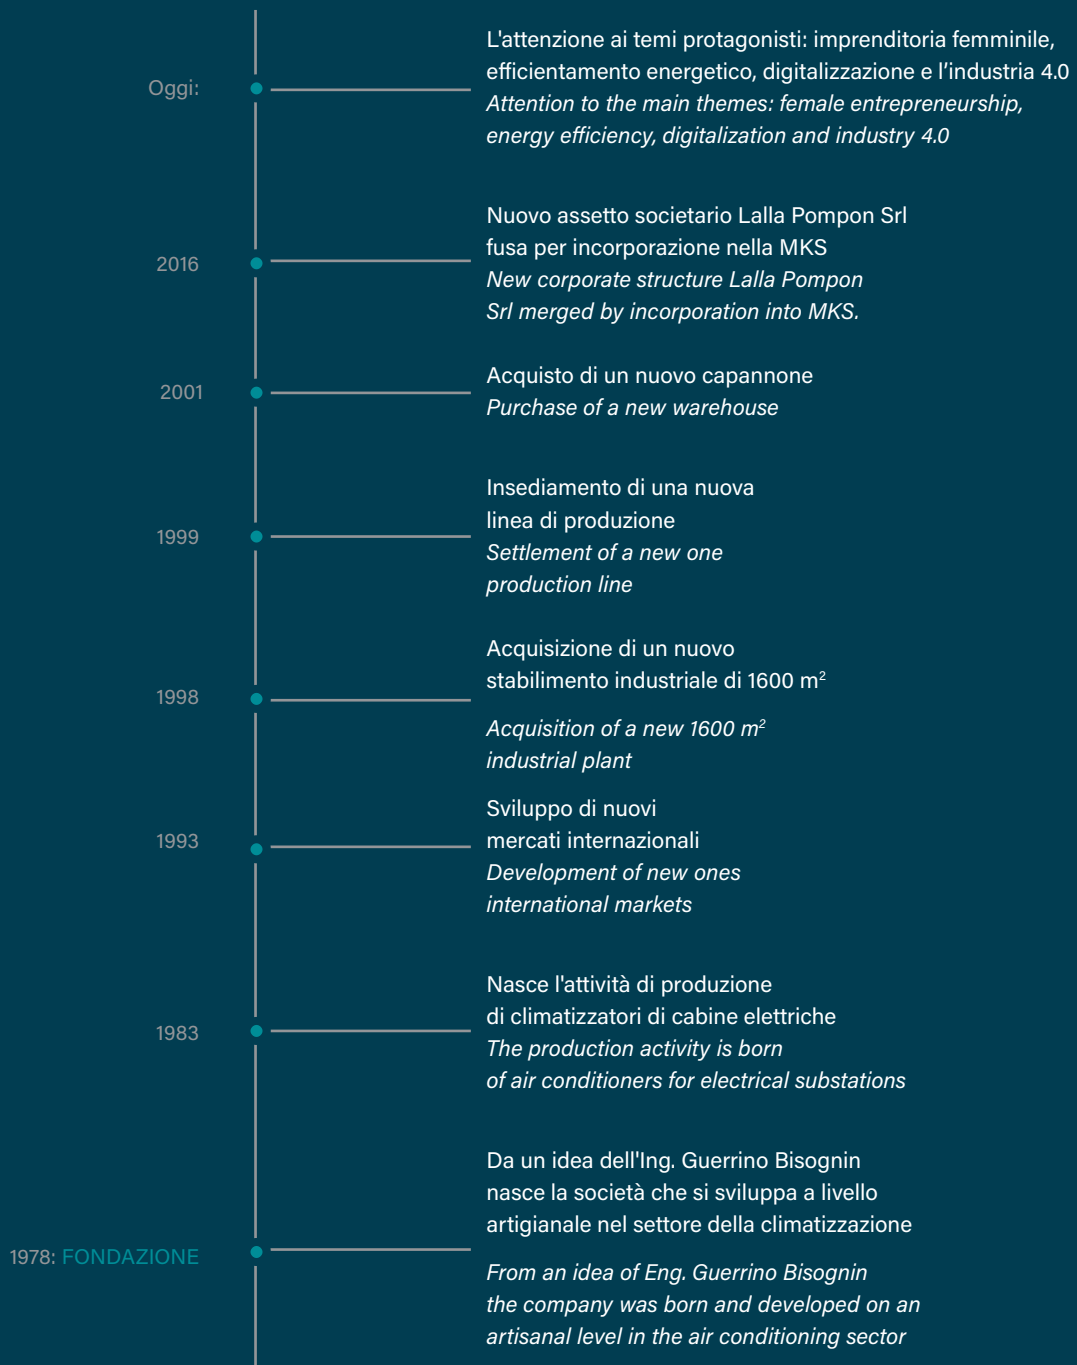 Oggi:
L'attenzione ai temi protagonisti: imprenditoria femminile,
efficientamento energetico, digitalizzazione e l’industria 4.0
Attention to the main themes: female entrepreneurship,
energy efficiency, digitalization and industry 4.0
2016
Nuovo assetto societario Lalla Pompon Srl
fusa per incorporazione nella MKS
New corporate structure Lalla Pompon
Srl merged by incorporation into MKS.
2001
Acquisto di un nuovo capannone
Purchase of a new warehouse
1999
Insediamento di una nuova
linea di produzione
Settlement of a new one
production line
1998
Acquisizione di un nuovo
stabilimento industriale di 1600 m²
Acquisition of a new 1600 m²
industrial plant
1993
Sviluppo di nuovi
mercati internazionali
Development of new ones
international markets
1983
Nasce l'attività di produzione
di climatizzatori di cabine elettriche
The production activity is born
of air conditioners for electrical substations
1978: FONDAZIONE
Da un idea dell'Ing. Guerrino Bisognin
nasce la società che si sviluppa a livello
artigianale nel settore della climatizzazione
From an idea of Eng. Guerrino Bisognin
the company was born and developed on an
artisanal level in the air conditioning sector